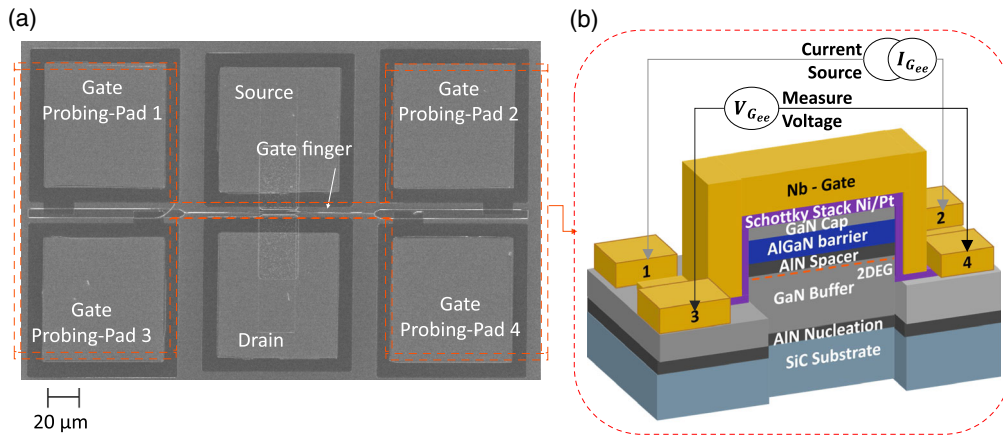 (a)
Gate
Probing-Pad 1
Source
Gate
Probing-Pad 2
Gate finger
Gate
Probing-Pad 3
Drain
Gate
Probing-Pad 4
20 μm
(b)
Current
Source
I_Gee
V_Gee
Measure
Voltage
Nb - Gate
Schottky Stack Ni/Pt
GaN Cap
AlGaN barrier
AlN Spacer
2DEG
GaN Buffer
AlN Nucleation
SiC Substrate
1
2
3
4